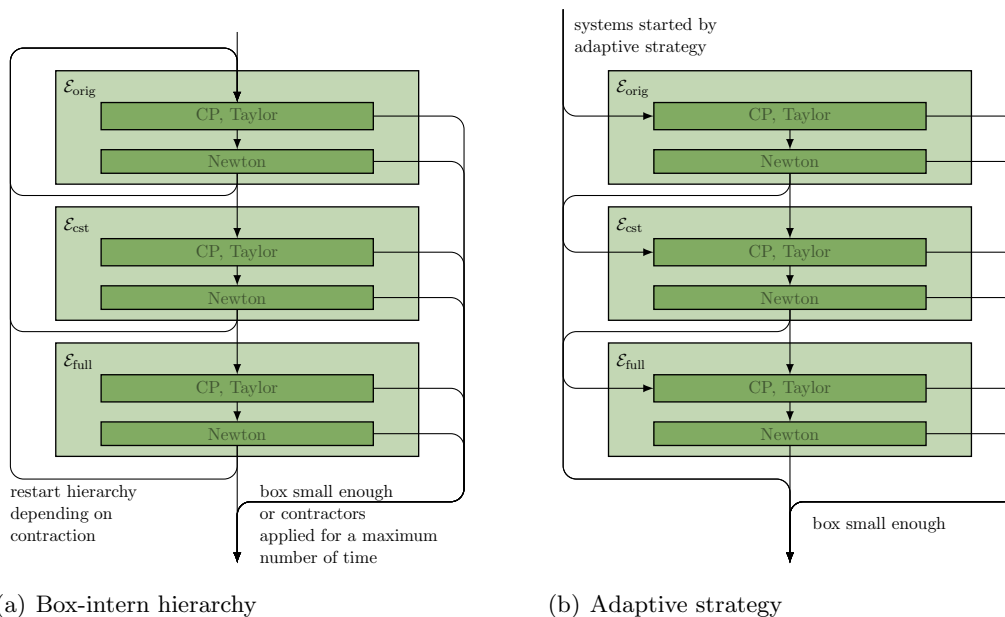 ℰorig
CP, Taylor
Newton
ℰcst
CP, Taylor
Newton
ℰfull
CP, Taylor
Newton
restart hierarchy
depending on
contraction
box small enough
or contractors
applied for a maximum
number of time
a) Box-intern hierarchy
systems started by
adaptive strategy
ℰorig
CP, Taylor
Newton
ℰcst
CP, Taylor
Newton
ℰfull
CP, Taylor
Newton
box small enough
(b) Adaptive strategy